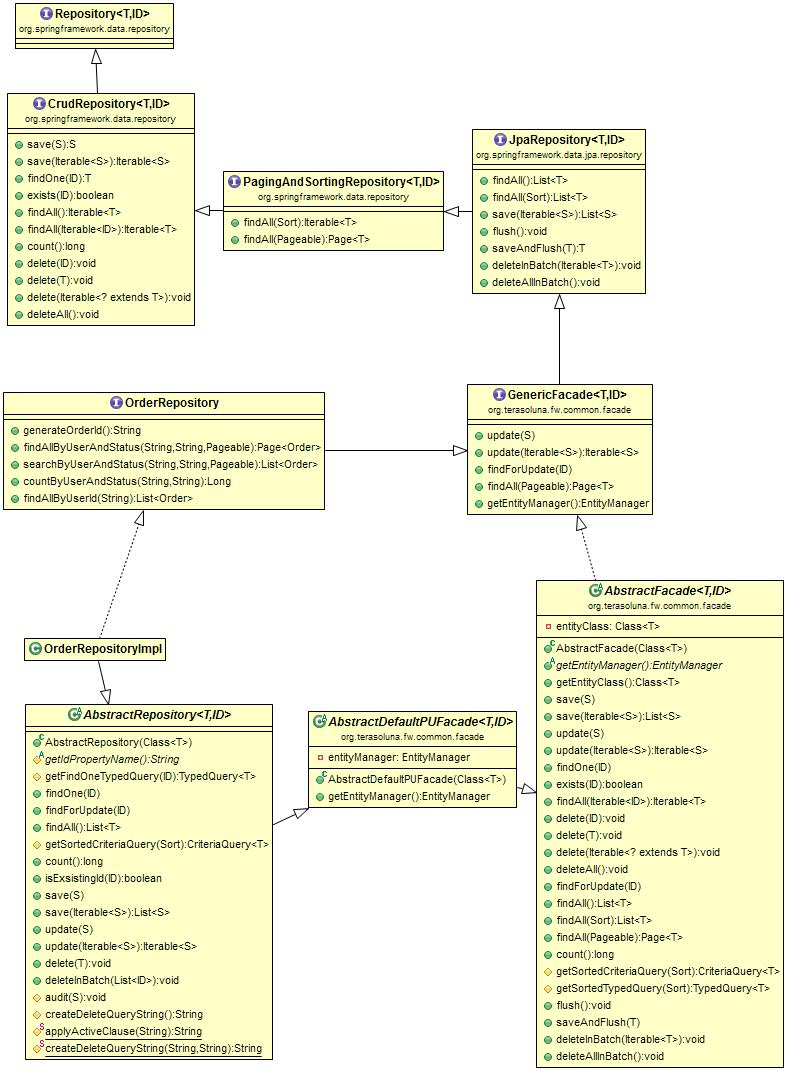 Repository<T,ID>
org.springframework.data.repository
CrudRepository<T,ID>
org.springframework.data.repository
save(S):S
save(Iterable<S>):Iterable<S>
findOne(ID):T
exists(ID):boolean
findAll():Iterable<T>
findAll(Iterable<ID>):Iterable<T>
count():long
delete(ID):void
delete(T):void
delete(Iterable<? extends T>):void
deleteAll():void
PagingAndSortingRepository<T,ID>
org.springframework.data.repository
findAll(Sort):Iterable<T>
findAll(Pageable):Page<T>
JpaRepository<T,ID>
org.springframework.data.jpa.repository
findAll():List<T>
findAll(Sort):List<T>
save(Iterable<S>):List<S>
flush():void
saveAndFlush(T):T
deleteInBatch(Iterable<T>):void
deleteAllInBatch():void
OrderRepository
generateOrderId():String
findAllByUserAndStatus(String,String,Pageable):Page<Order>
searchByUserAndStatus(String,String,Pageable):List<Order>
countByUserAndStatus(String,String):Long
findAllByUserId(String):List<Order>
GenericFacade<T,ID>
org.terasoluna.fw.common.facade
update(S)
update(Iterable<S>):Iterable<S>
findForUpdate(ID)
findAll(Pageable):Page<T>
getEntityManager():EntityManager
OrderRepositoryImpl
AbstractRepository<T,ID>
AbstractRepository(Class<T>)
getIdPropertyName():String
getFindOneTypedQuery(ID):TypedQuery<T>
findOne(ID)
findForUpdate(ID)
findAll():List<T>
getSortedCriteriaQuery(Sort):CriteriaQuery<T>
count():long
isExsistingId(ID):boolean
save(S)
save(Iterable<S>):List<S>
update(S)
update(Iterable<S>):Iterable<S>
delete(T):void
deleteInBatch(List<ID>):void
audit(S):void
createDeleteQueryString():String
applyActiveClause(String):String
createDeleteQueryString(String,String):String
AbstractDefaultPUFacade<T,ID>
org.terasoluna.fw.common.facade
entityManager: EntityManager
AbstractDefaultPUFacade(Class<T>)
getEntityManager():EntityManager
AbstractFacade<T,ID>
org.terasoluna.fw.common.facade
entityClass: Class<T>
AbstractFacade(Class<T>)
getEntityManager():EntityManager
getEntityClass():Class<T>
save(S)
save(Iterable<S>):List<S>
update(S)
update(Iterable<S>):Iterable<S>
findOne(ID)
exists(ID):boolean
findAll(Iterable<ID>):Iterable<T>
delete(ID):void
delete(T):void
delete(Iterable<? extends T>):void
deleteAll():void
findForUpdate(ID)
findAll():List<T>
findAll(Sort):List<T>
findAll(Pageable):Page<T>
count():long
getSortedCriteriaQuery(Sort):CriteriaQuery<T>
getSortedTypedQuery(Sort):TypedQuery<T>
flush():void
saveAndFlush(T)
deleteInBatch(Iterable<T>):void
deleteAllInBatch():void